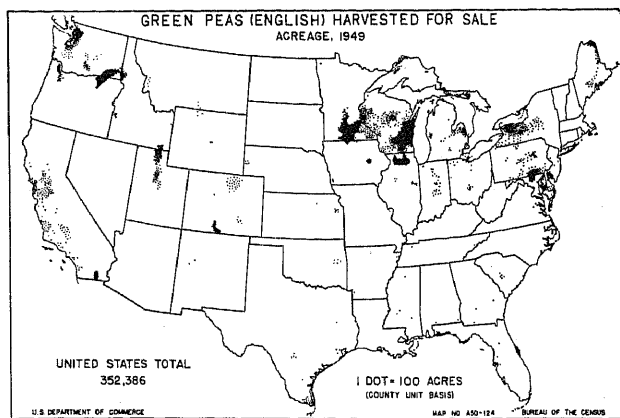 GREEN PEAS (ENGLISH) HARVESTED FOR SALE
ACREAGE, 1949
UNITED STATES TOTAL
352,386
1 DOT = 100 ACRES
(COUNTY UNIT BASIS)
U.S. DEPARTMENT OF COMMERCE
MAP NO. A50-124
BUREAU OF THE CENSUS